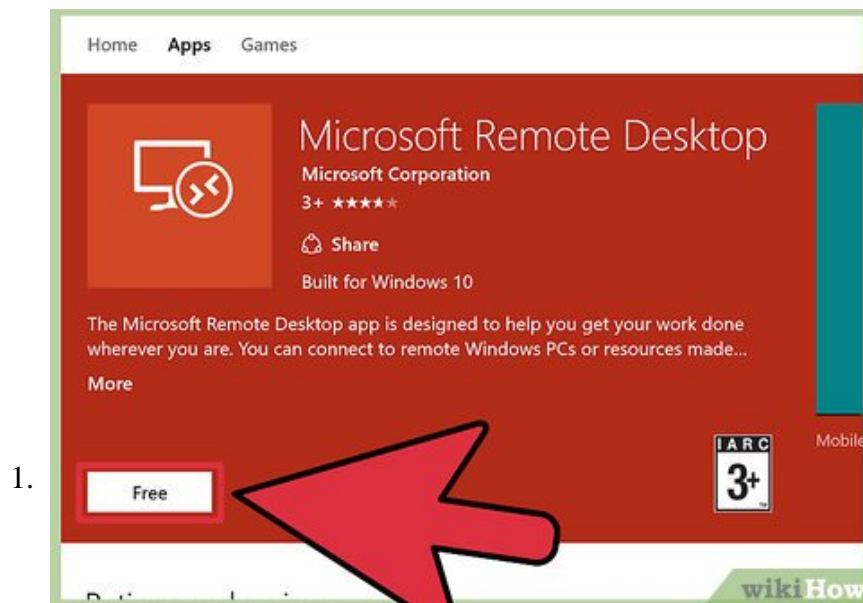 Home Apps Games
Microsoft Remote Desktop
Microsoft Corporation
3+
Share
Built for Windows 10
The Microsoft Remote Desktop app is designed to help you get your work done
wherever you are. You can connect to remote Windows PCs or resources made...
More
IARC
Mobile
3+
1.
Free
wikiHow